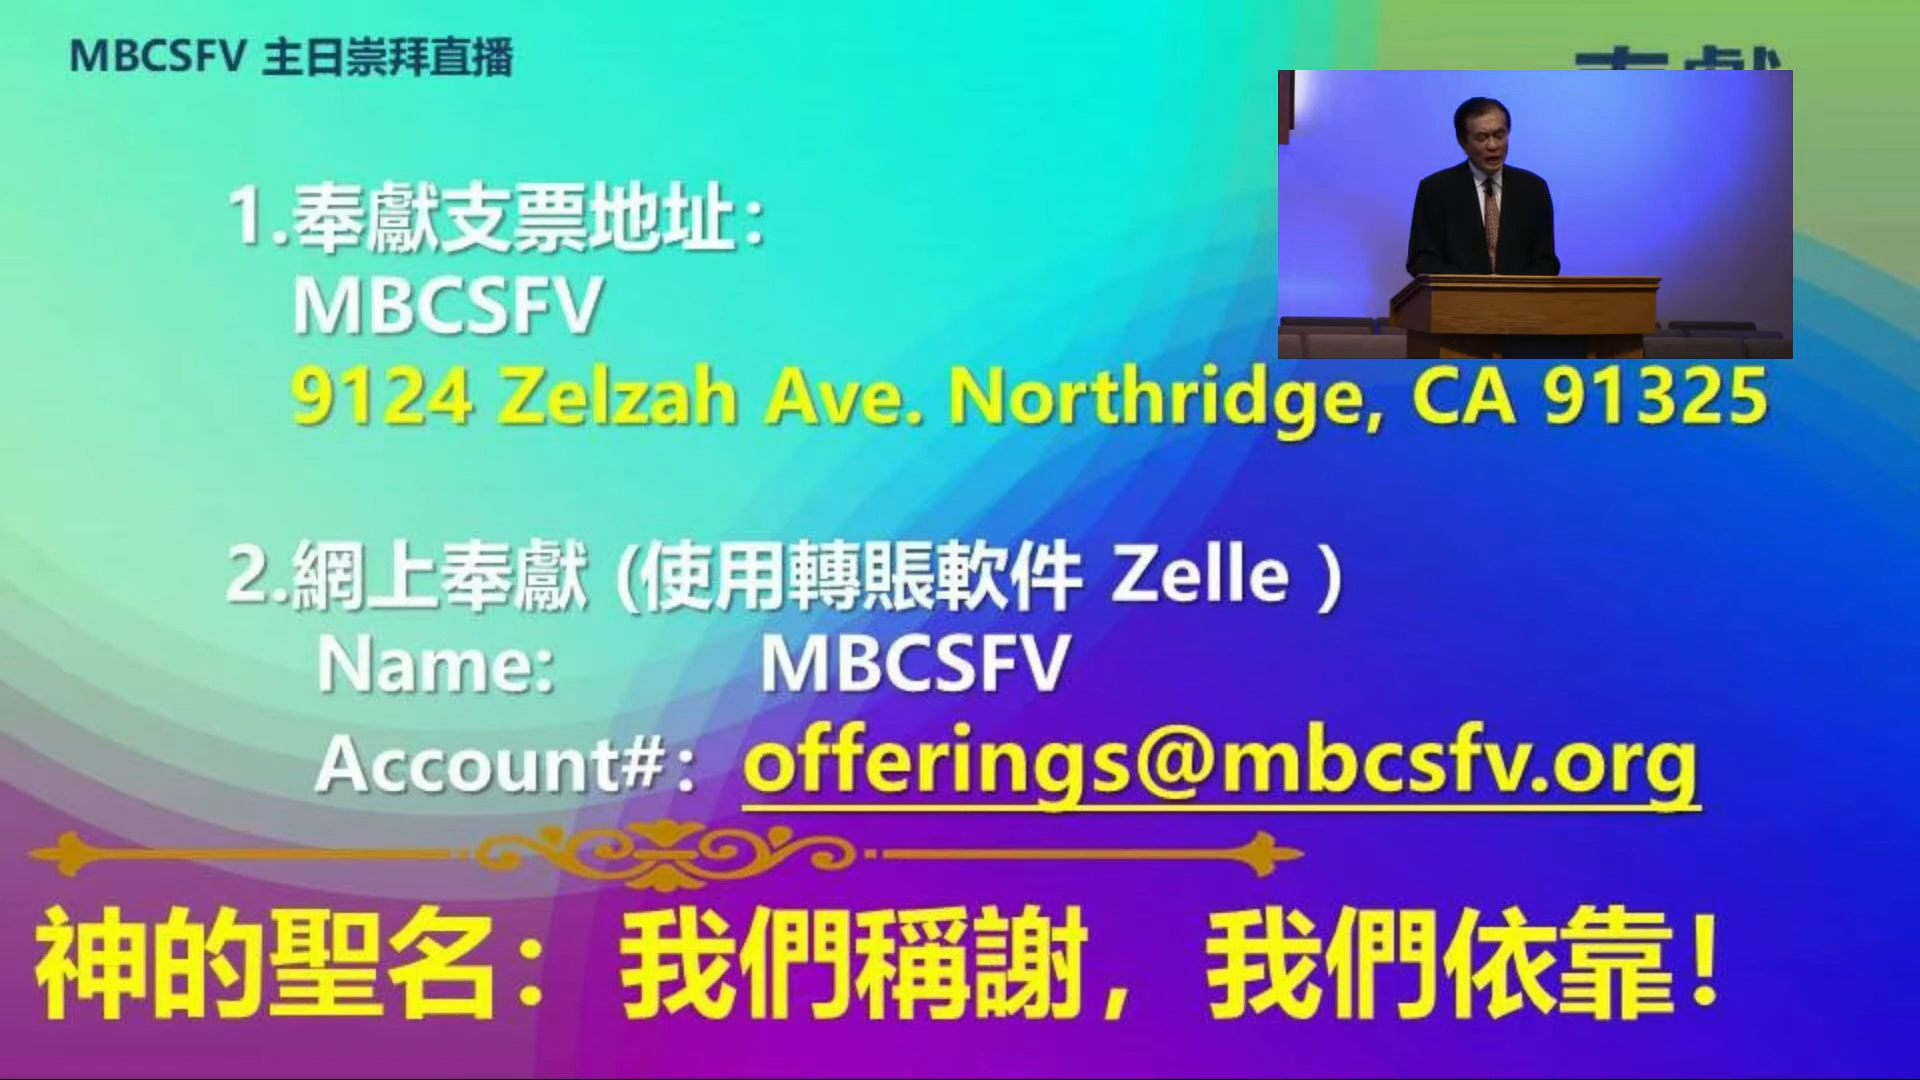 MBCSFV 主日崇拜直播
1.奉獻支票地址：
MBCSFV
9124 Zelzah Ave. Northridge, CA 91325
2.網上奉獻 (使用轉賬軟件 Zelle )
Name: MBCSFV
Account#: offerings@mbcsfv.org
神的聖名：我們稱謝，我們依靠！